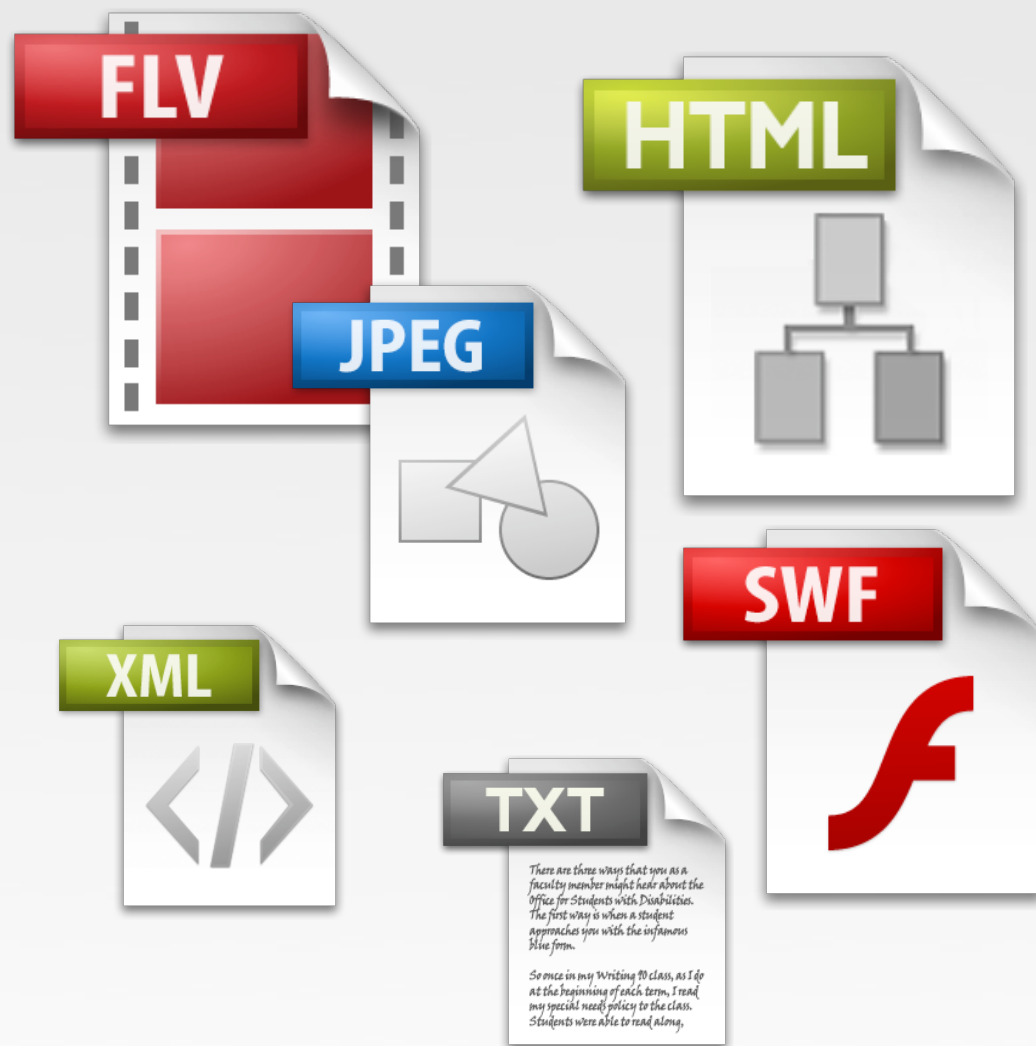 FLV
HTML
JPEG
SWF
XML
TXT
There are three ways that you as a
faculty member might hear about the
Office for Students with Disabilities.
The first way is when a student
approaches you with the infamous
blue form.
So once in my Writing 90 class, as I do
at the beginning of each term, I read
my special needs policy to the class.
Students were able to read along,